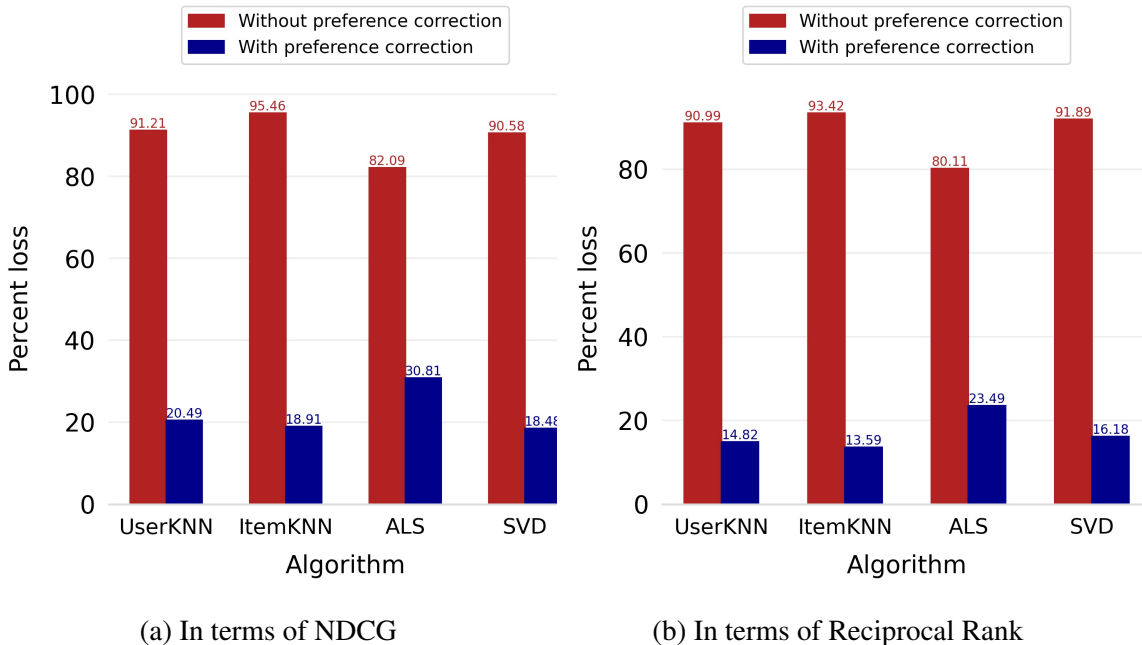 Without preference correction
With preference correction
100
80
60
40
20
0
Percent loss
91.21
20.49
95.46
18.91
82.09
30.81
90.58
18.48
UserKNN
ItemKNN
ALS
SVD
Algorithm
(a) In terms of NDCG
Without preference correction
With preference correction
80
60
40
20
0
Percent loss
90.99
14.82
93.42
13.59
80.11
23.49
91.89
16.18
UserKNN
ItemKNN
ALS
SVD
Algorithm
(b) In terms of Reciprocal Rank